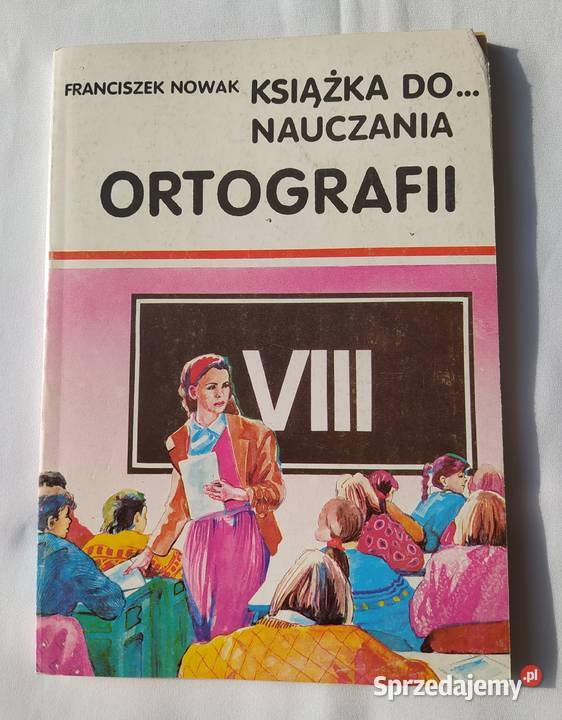 FRANCISZEK NOWAK KSIĄŻKA DO...
NAUCZANIA
ORTOGRAFII
VIII
Sprzedajemy.pl